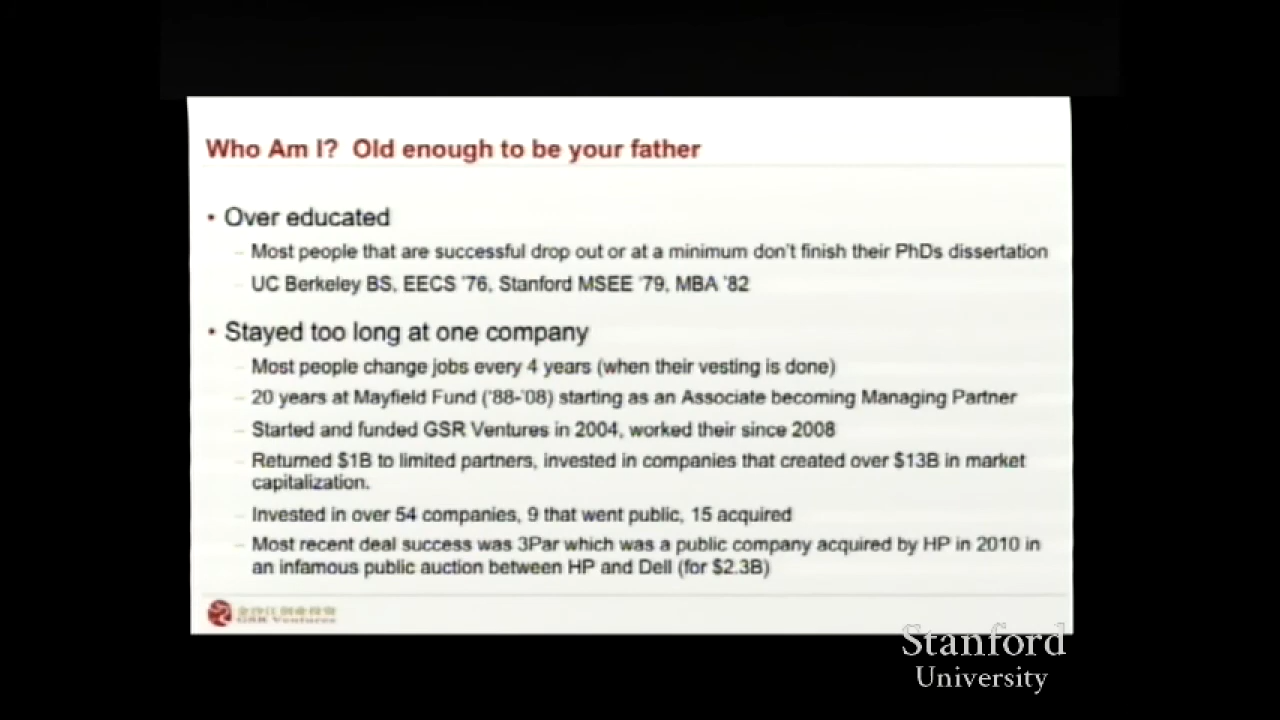 Who Am I? Old enough to be your father
• Over educated
– Most people that are successful drop out or at a minimum don't finish their PhDs dissertation
– UC Berkeley BS, EECS '76, Stanford MSEE '79, MBA '82
• Stayed too long at one company
– Most people change jobs every 4 years (when their vesting is done)
– 20 years at Mayfield Fund ('88-'08) starting as an Associate becoming Managing Partner
– Started and funded GSR Ventures in 2004, worked their since 2008
– Returned $1B to limited partners, invested in companies that created over $13B in market
capitalization.
– Invested in over 54 companies, 9 that went public, 15 acquired
– Most recent deal success was 3Par which was a public company acquired by HP in 2010 in
an infamous public auction between HP and Dell (for $2.3B)
GSR Ventures
Stanford
University